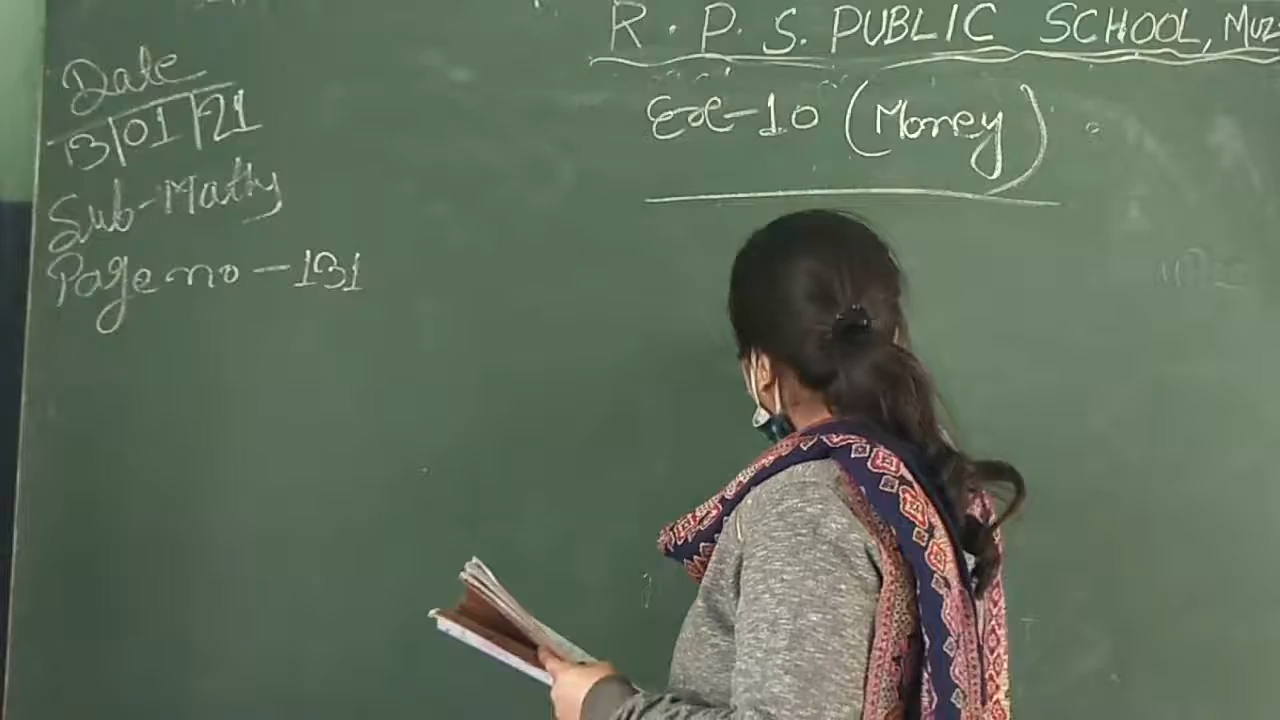 R. P. S. PUBLIC SCHOOL, MUZ
Ex-10 (Money)
Date
13/01/21
Sub-Maths
Page no-131